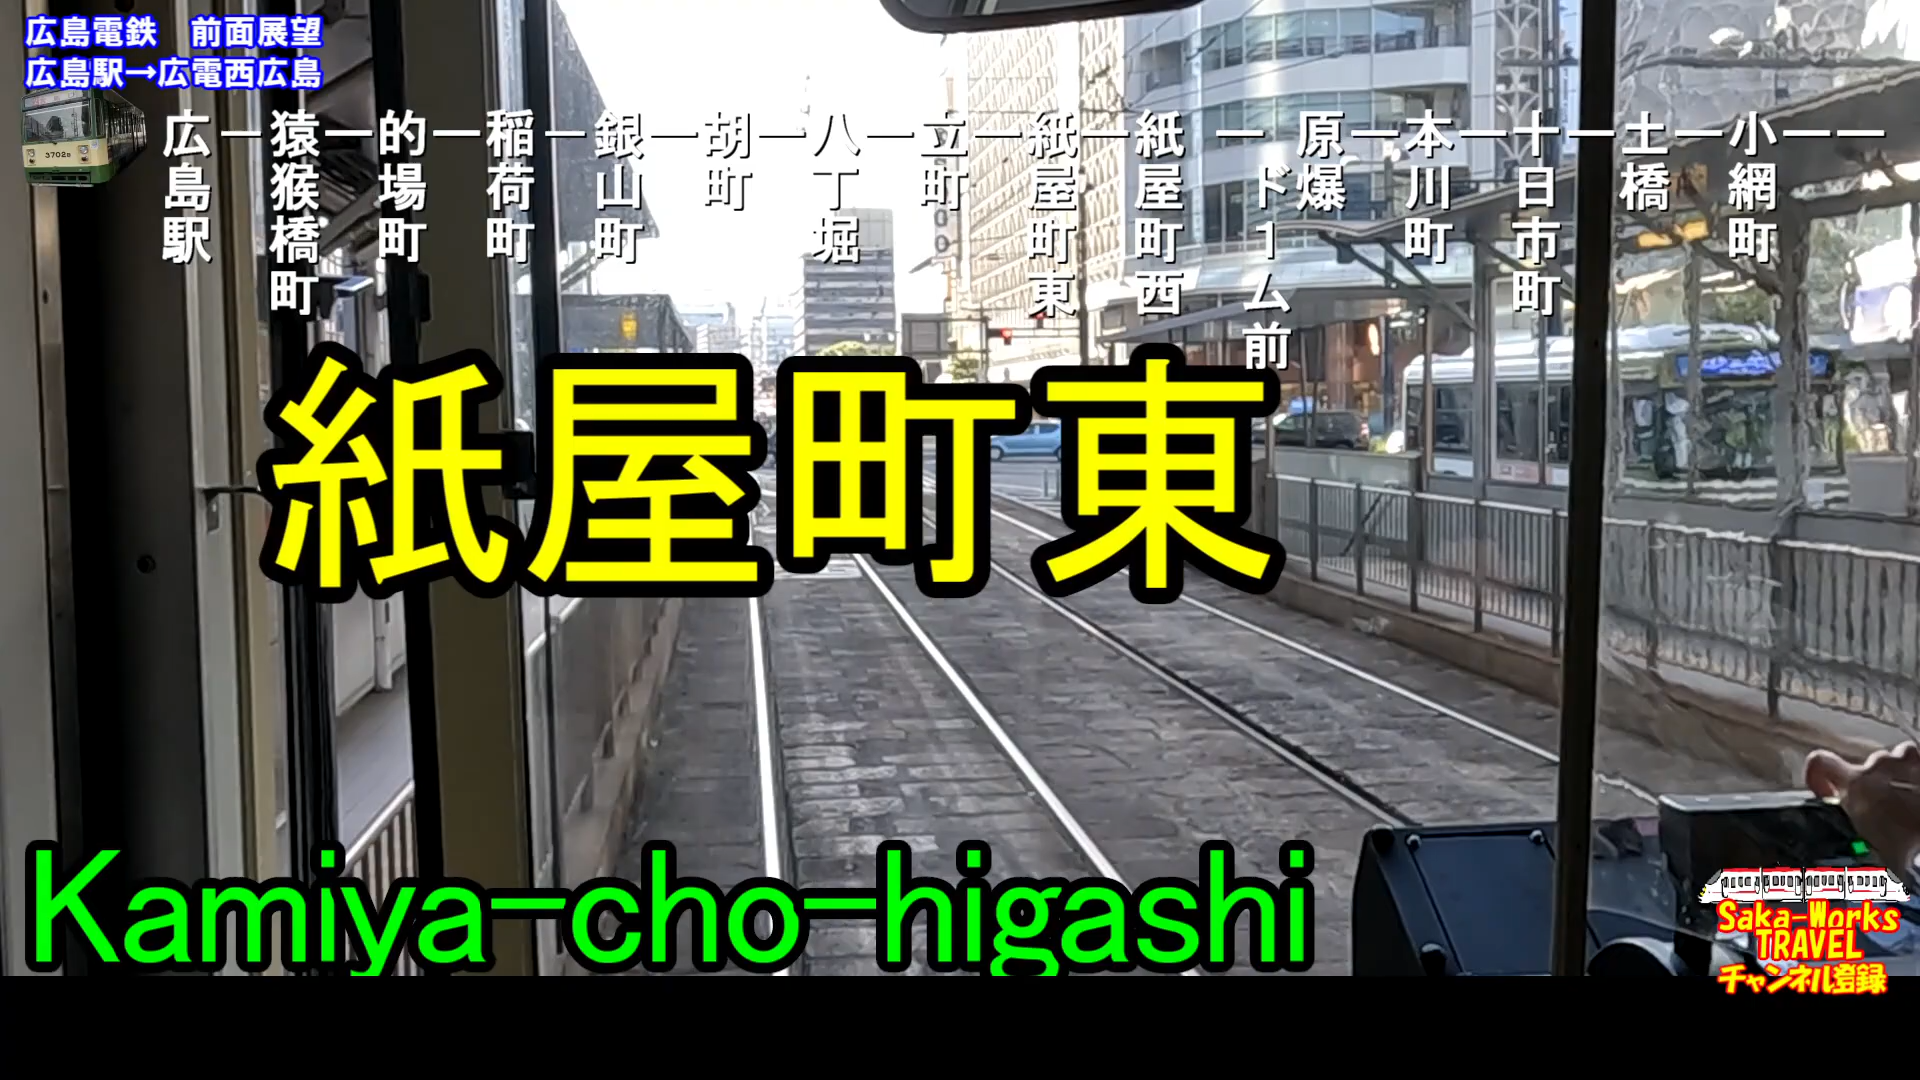 広島電鉄　前面展望
広島駅→広電西広島
3702B
広島駅ー猿猴橋町ー的場町ー稲荷町ー銀山町ー胡町ー八丁堀ー立町ー紙屋町東ー紙屋町西ー原爆ド1ム前ー本川町ー十日市町ー土橋ー小網町ーー
紙屋町東
Kamiya-cho-higashi
Saka-Works
TRAVEL
チャンネル登録